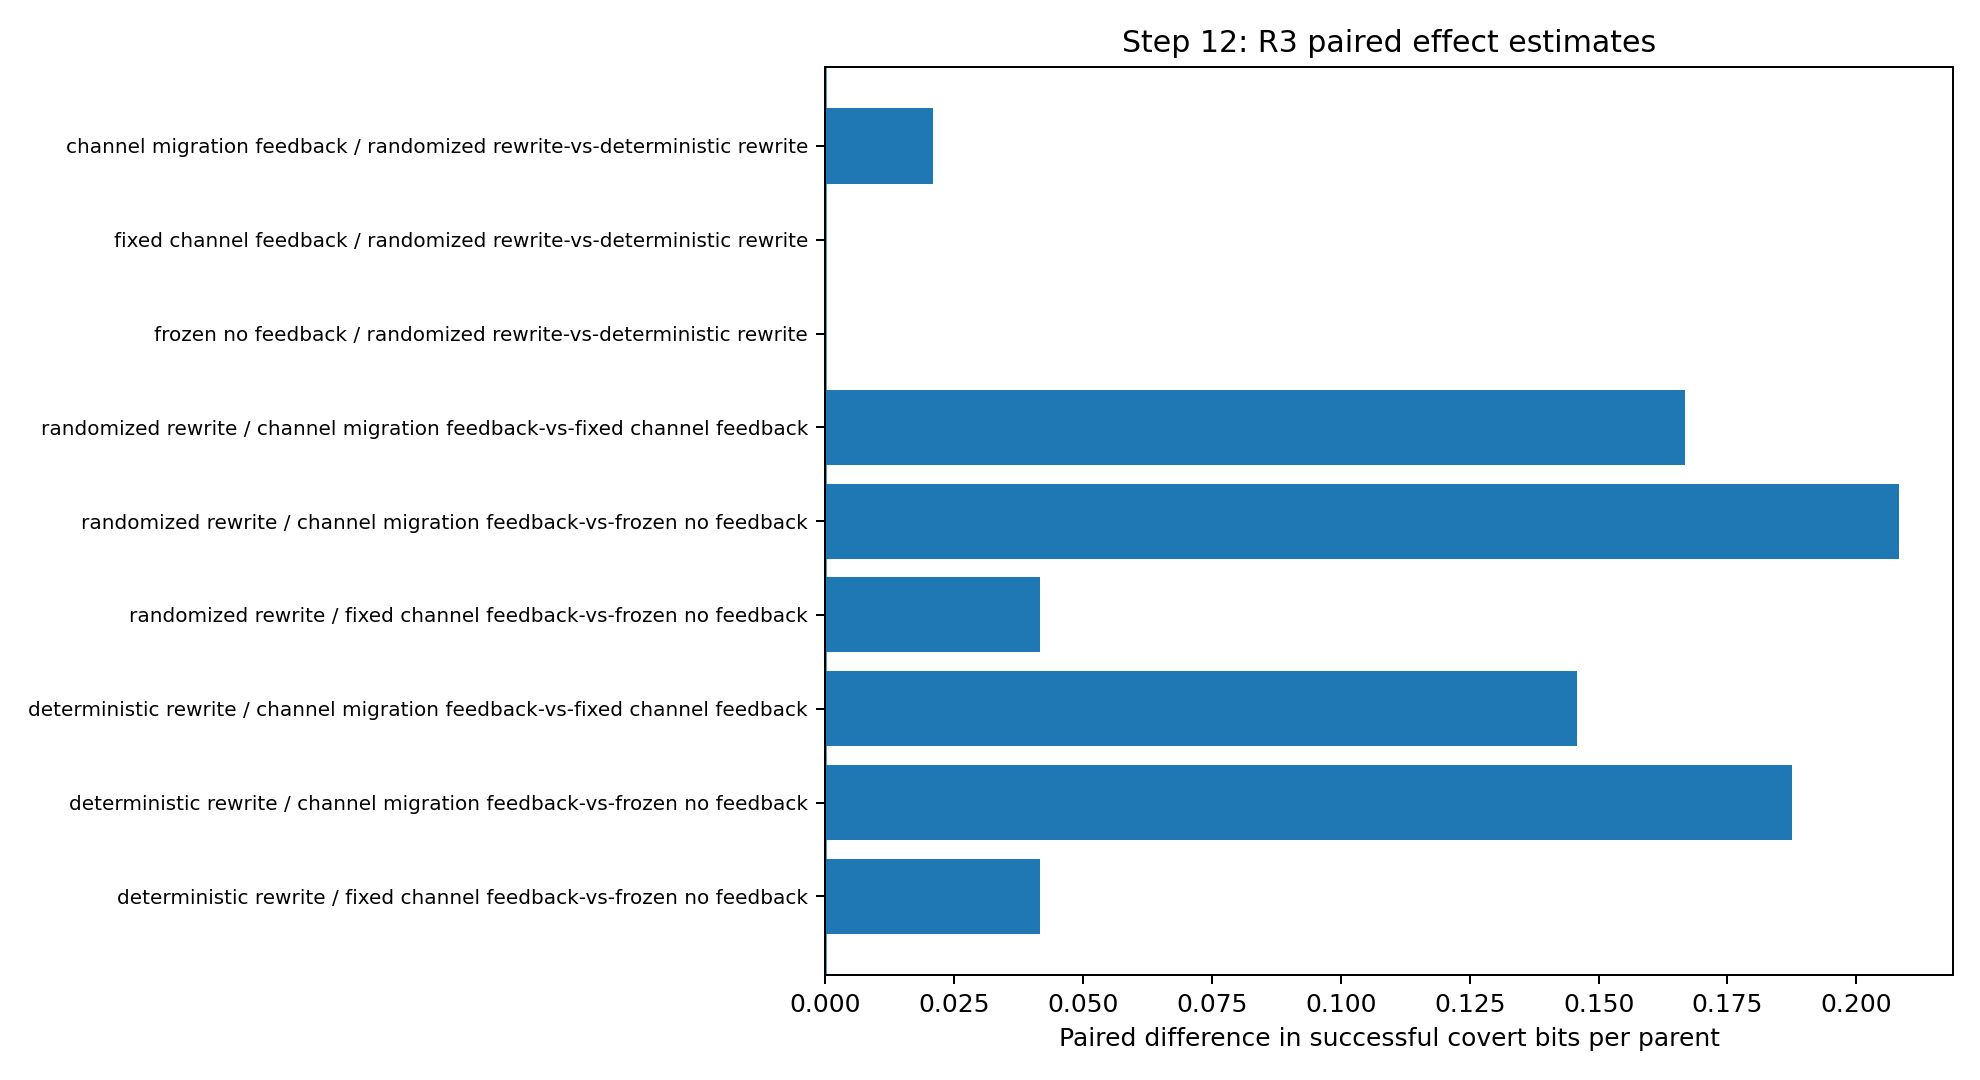 Step 12: R3 paired effect estimates
channel migration feedback / randomized rewrite-vs-deterministic rewrite
fixed channel feedback / randomized rewrite-vs-deterministic rewrite
frozen no feedback / randomized rewrite-vs-deterministic rewrite
randomized rewrite / channel migration feedback-vs-fixed channel feedback
randomized rewrite / channel migration feedback-vs-frozen no feedback
randomized rewrite / fixed channel feedback-vs-frozen no feedback
deterministic rewrite / channel migration feedback-vs-fixed channel feedback
deterministic rewrite / channel migration feedback-vs-frozen no feedback
deterministic rewrite / fixed channel feedback-vs-frozen no feedback
0.000 0.025 0.050 0.075 0.100 0.125 0.150 0.175 0.200
Paired difference in successful covert bits per parent